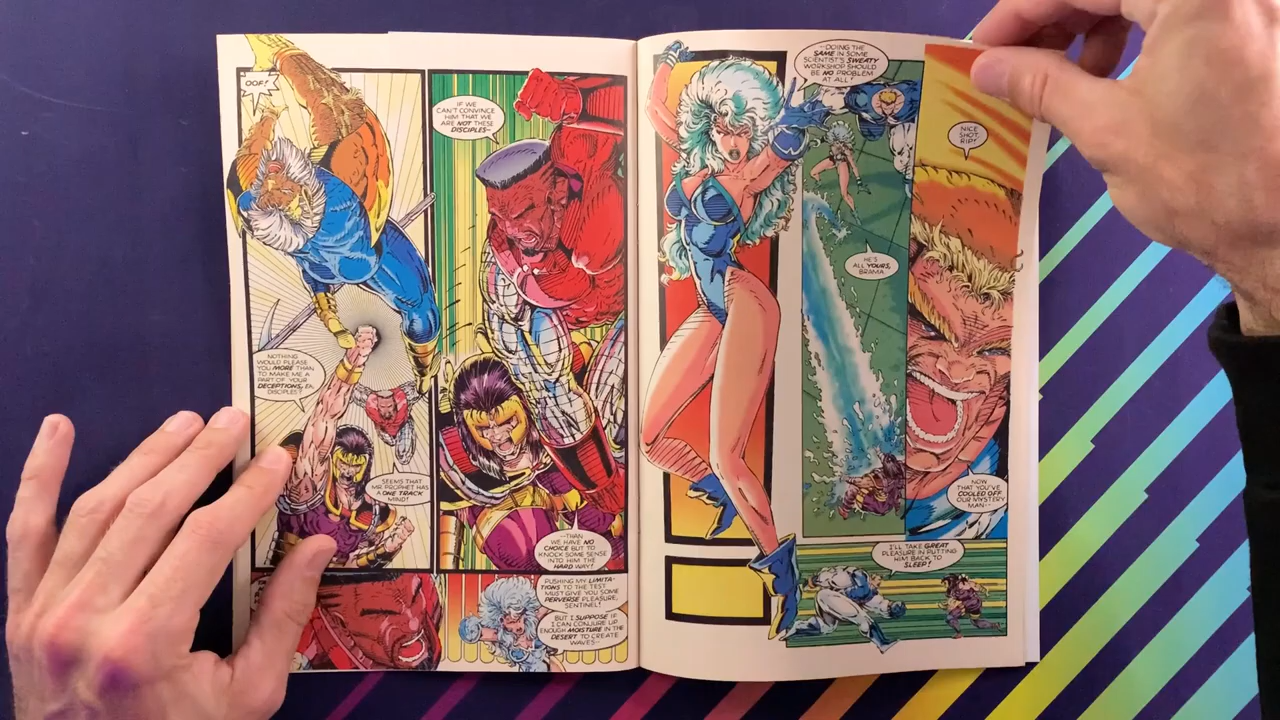 OOF!
NOTHING
WOULD PLEASE
YOU MORE THAN
TO MAKE ME A
PART OF YOUR
DECEPTIONS, EH,
DISCIPLES?
SEEMS THAT
MR. PROPHET HAS
A ONE TRACK
MIND!
IF WE
CAN'T CONVINCE
HIM THAT WE
ARE NOT THESE
DISCIPLES--
--THAN
WE HAVE NO
CHOICE BUT TO
KNOCK SOME SENSE
INTO HIM THE
HARD WAY!
PUSHING MY LIMITA-
TIONS TO THE TEST
MUST GIVE YOU SOME
PERVERSE PLEASURE,
SENTINEL!
BUT I SUPPOSE IF
I CAN CONJURE UP
ENOUGH MOISTURE IN THE
DESERT TO CREATE
WAVES--
--DOING THE
SAME IN SOME
SCIENTIST'S SWEATY
WORKSHOP SHOULD
BE NO PROBLEM
AT ALL!
HE'S
ALL YOURS,
BRAMA.
NICE
SHOT,
RIP!
NOW
THAT YOU'VE
COOLED OFF
OUR MYSTERY
MAN--
I'LL TAKE GREAT
PLEASURE IN PUTTING
HIM BACK TO
SLEEP!